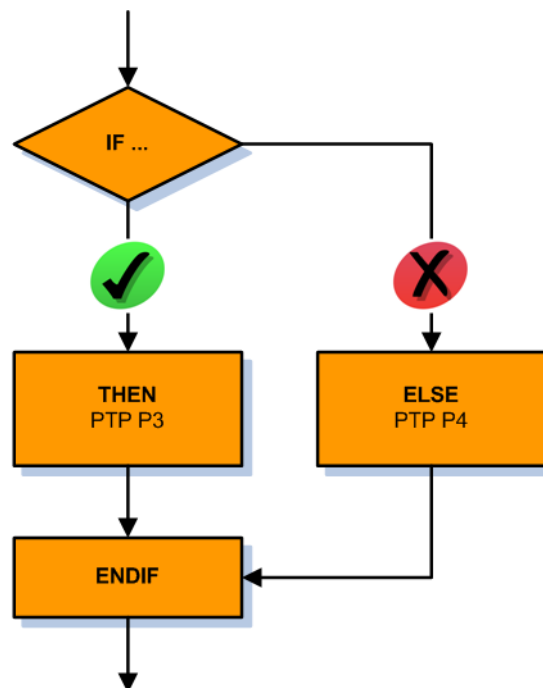 IF ...
THEN
PTP P3
ELSE
PTP P4
ENDIF